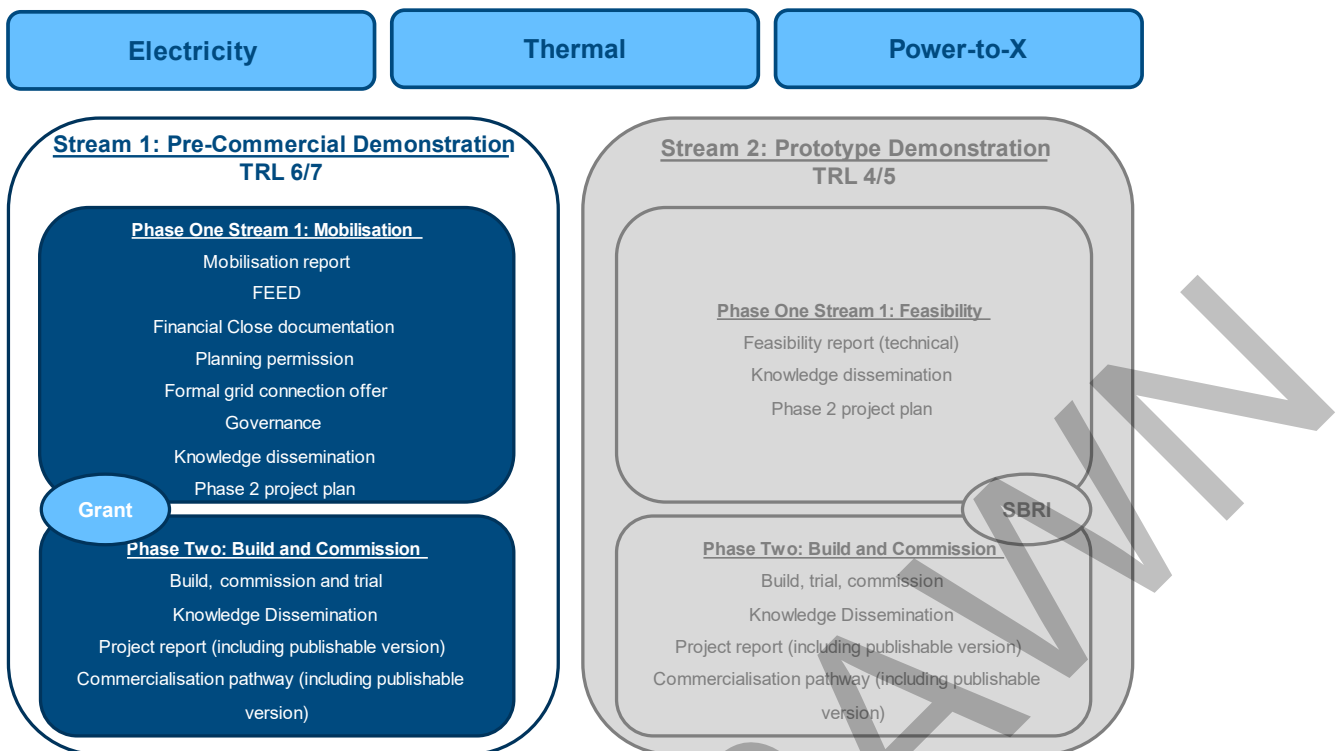 Electricity
Thermal
Power-to-X
Stream 1: Pre-Commercial Demonstration
TRL 6/7
Phase One Stream 1: Mobilisation
Mobilisation report
FEED
Financial Close documentation
Planning permission
Formal grid connection offer
Governance
Knowledge dissemination
Phase 2 project plan
Grant
Phase Two: Build and Commission
Build, commission and trial
Knowledge Dissemination
Project report (including publishable version)
Commercialisation pathway (including publishable
version)
Stream 2: Prototype Demonstration
TRL 4/5
Phase One Stream 1: Feasibility
Feasibility report (technical)
Knowledge dissemination
Phase 2 project plan
SBRI
Phase Two: Build and Commission
Build, trial, commission
Knowledge Dissemination
Project report (including publishable version)
Commercialisation pathway (including publishable
version)
AWN